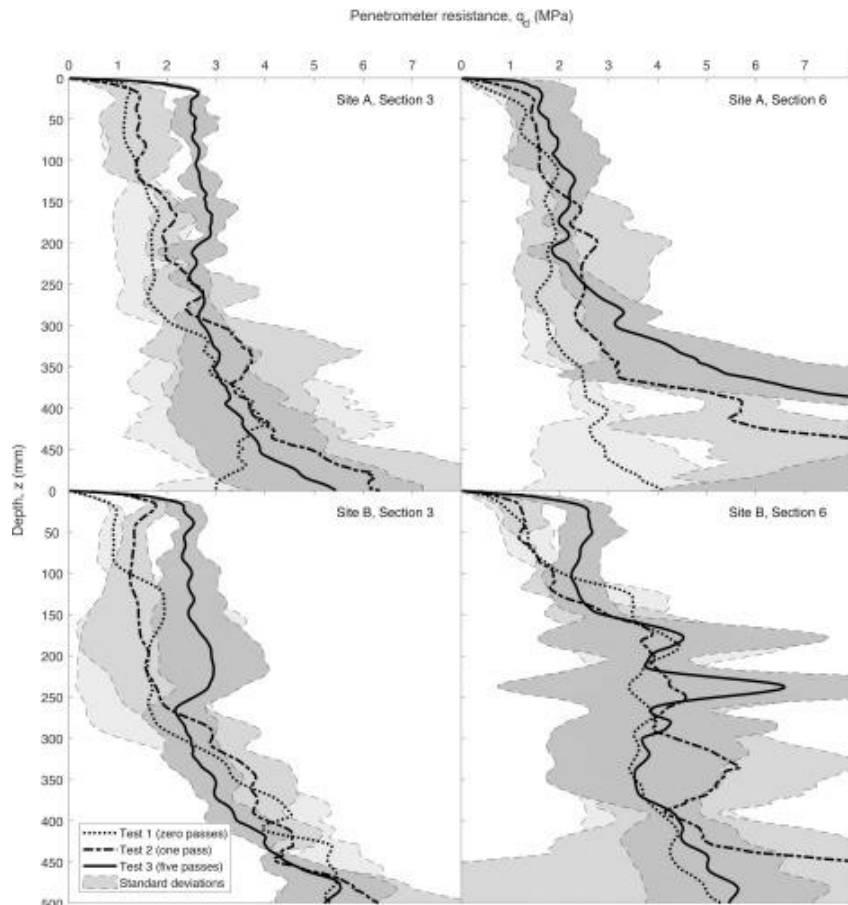 Penetrometer resistance, qd (MPa)
0 1 2 3 4 5 6 7 0 1 2 3 4 5 6 7
0
50
100
150
200
250
300
350
400
450
0
50
100
150
200
250
300
350
400
450
500
Depth, z (mm)
Site A, Section 3
Site A, Section 6
Site B, Section 3
Site B, Section 6
Test 1 (zero passes)
Test 2 (one pass)
Test 3 (five passes)
Standard deviations